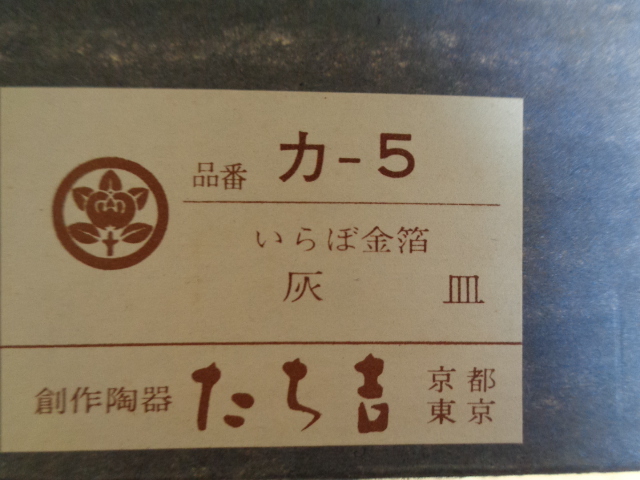 品番 カ-5
いらぼ金箔
灰皿
創作陶器 たち吉 京都
東京